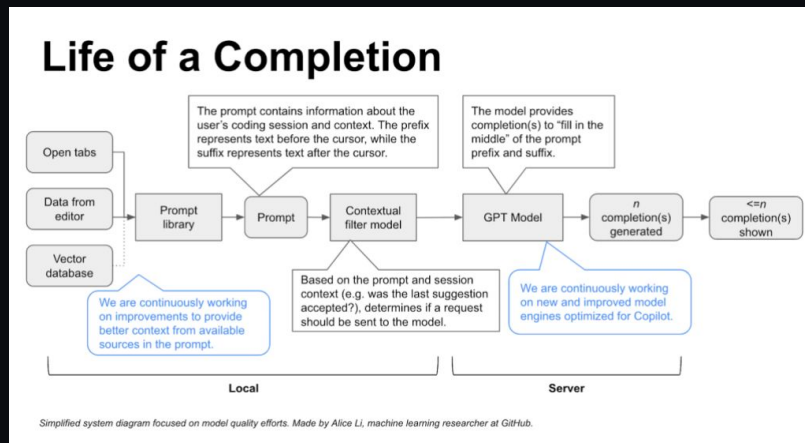 Life of a Completion
The prompt contains information about the
user's coding session and context. The prefix
represents text before the cursor, while the
suffix represents text after the cursor.
The model provides
completion(s) to "fill in the
middle" of the prompt
prefix and suffix.
Open tabs
Data from
editor
Vector
database
Prompt
library
Prompt
Contextual
filter model
GPT Model
n
completion(s)
generated
<=n
completion(s)
shown
We are continuously working
on improvements to provide
better context from available
sources in the prompt.
Based on the prompt and session
context (e.g. was the last suggestion
accepted?), determines if a request
should be sent to the model.
We are continuously working
on new and improved model
engines optimized for Copilot.
Local
Server
Simplified system diagram focused on model quality efforts. Made by Alice Li, machine learning researcher at GitHub.